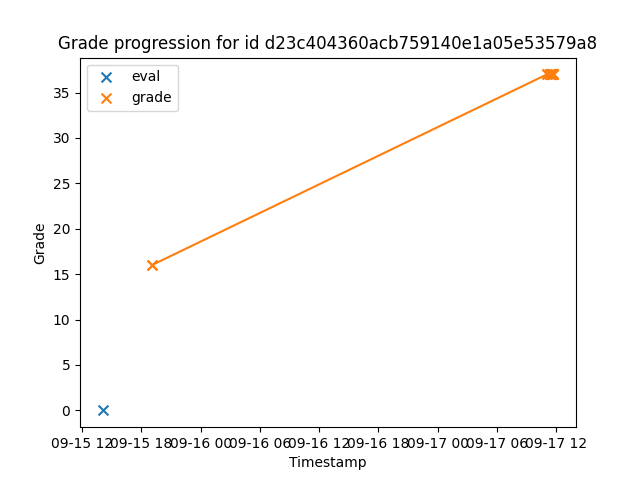 Grade progression for id d23c404360acb759140e1a05e53579a8
eval
grade
Grade
35
30
25
20
15
10
5
0
09-15 12 09-15 18 09-16 00 09-16 06 09-16 12 09-16 18 09-17 00 09-17 06 09-17 12
Timestamp